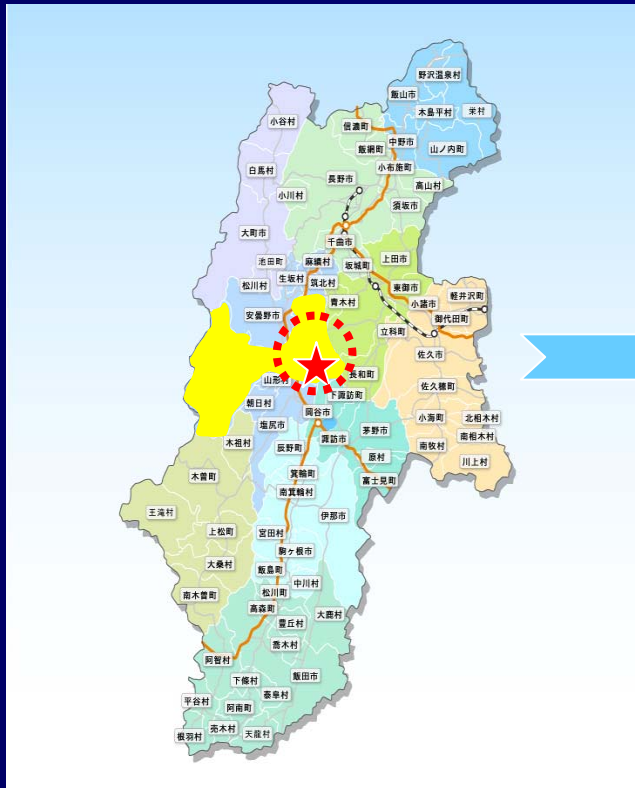 野沢温泉村
飯山市
木島平村
栄村
小谷村
信濃町
飯綱町
中野市
山ノ内町
白馬村
小布施町
長野市
高山村
小川村
須坂市
大町市
千曲市
池田町
麻績村
坂城町
上田市
生坂村
筑北村
松川村
東御市
軽井沢町
青木村
小諸市
安曇野市
御代田町
立科町
佐久市
山形村
長和町
佐久穂町
朝日村
下諏訪町
岡谷市
小海町
北相木村
塩尻市
茅野市
木祖村
辰野町
諏訪市
南牧村
南相木村
原村
川上村
木曽町
箕輪町
富士見町
南箕輪村
王滝村
伊那市
上松町
宮田村
駒ヶ根市
大桑村
飯島町
中川村
南木曽町
松川町
高森町
大鹿村
豊丘村
喬木村
阿智村
飯田市
下條村
泰阜村
平谷村
阿南町
売木村
天龍村
根羽村